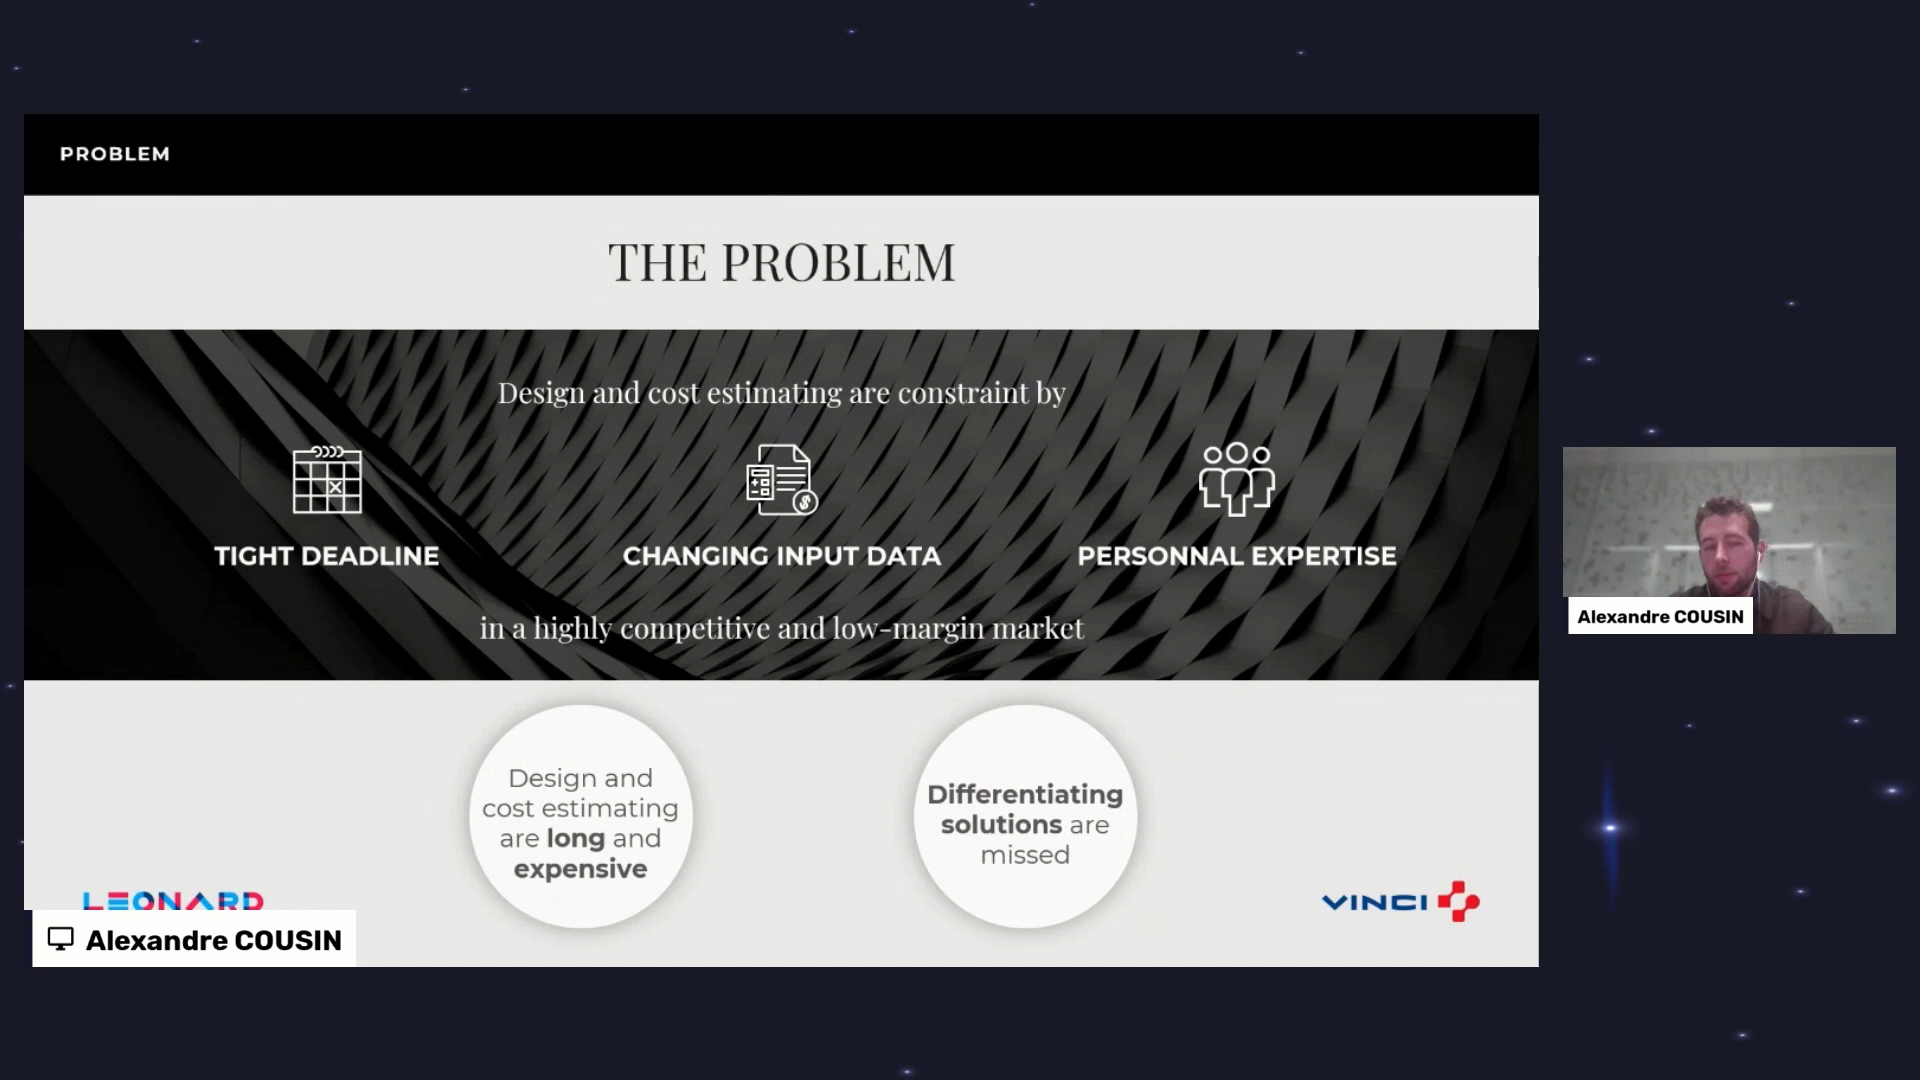 PROBLEM
THE PROBLEM
Design and cost estimating are constraint by
TIGHT DEADLINE
CHANGING INPUT DATA
PERSONNAL EXPERTISE
in a highly competitive and low-margin market
Design and
cost estimating
are long and
expensive
Differentiating
solutions are
missed
LEONARD
VINCI
Alexandre COUSIN
Alexandre COUSIN